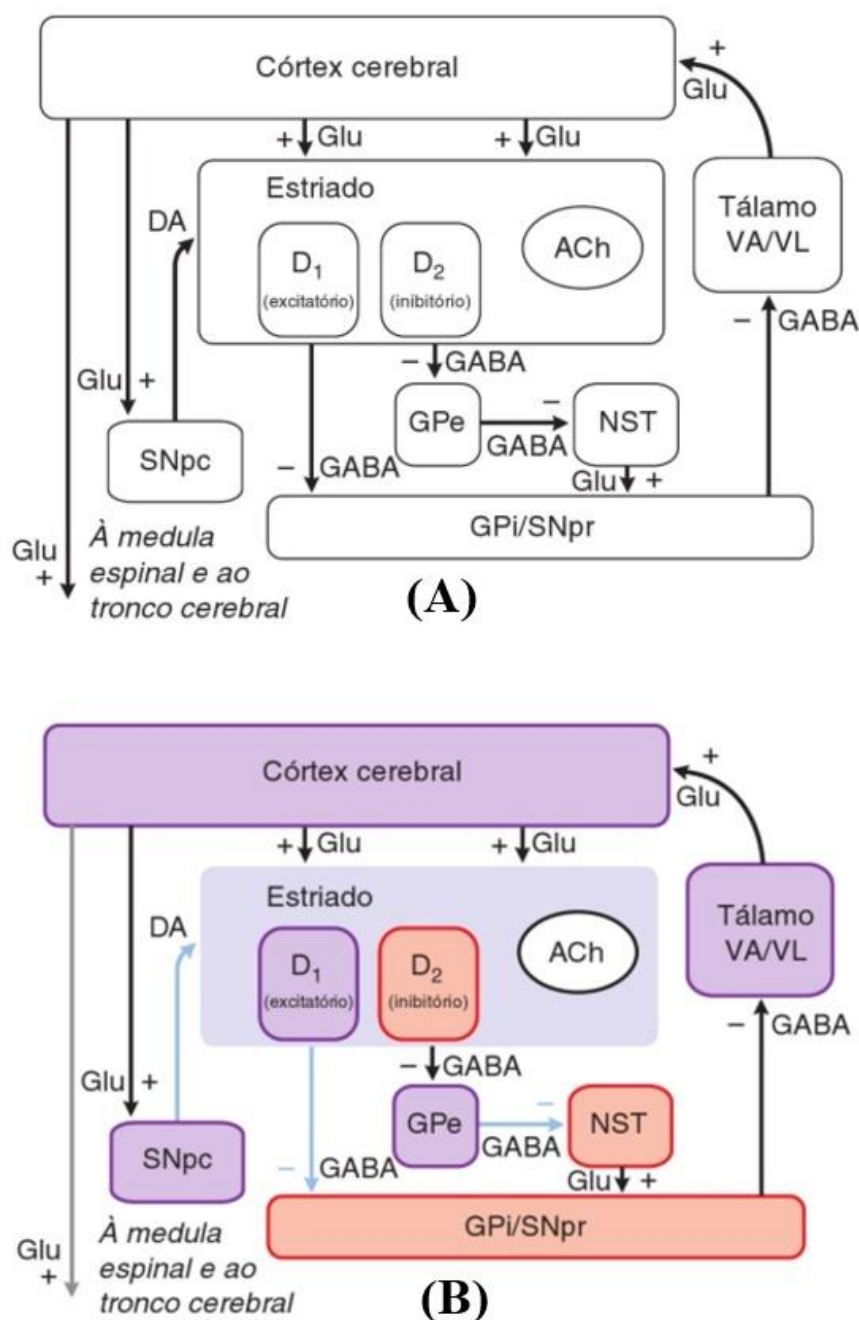 Córtex cerebral
+
Glu
+ Glu
+ Glu
Estriado
DA
D₁
(excitatório)
D₂
(inibitório)
ACh
Tálamo
VA/VL
– GABA
– GABA
Glu +
SNpc
GPe
–
GABA
NST
– GABA
Glu +
GPi/SNpr
Glu
+
À medula
espinal e ao
tronco cerebral
(A)
Córtex cerebral
+
Glu
+ Glu
+ Glu
Estriado
DA
D₁
(excitatório)
D₂
(inibitório)
ACh
Tálamo
VA/VL
– GABA
– GABA
Glu +
SNpc
GPe
–
GABA
NST
– GABA
Glu +
GPi/SNpr
Glu
+
À medula
espinal e ao
tronco cerebral
(B)